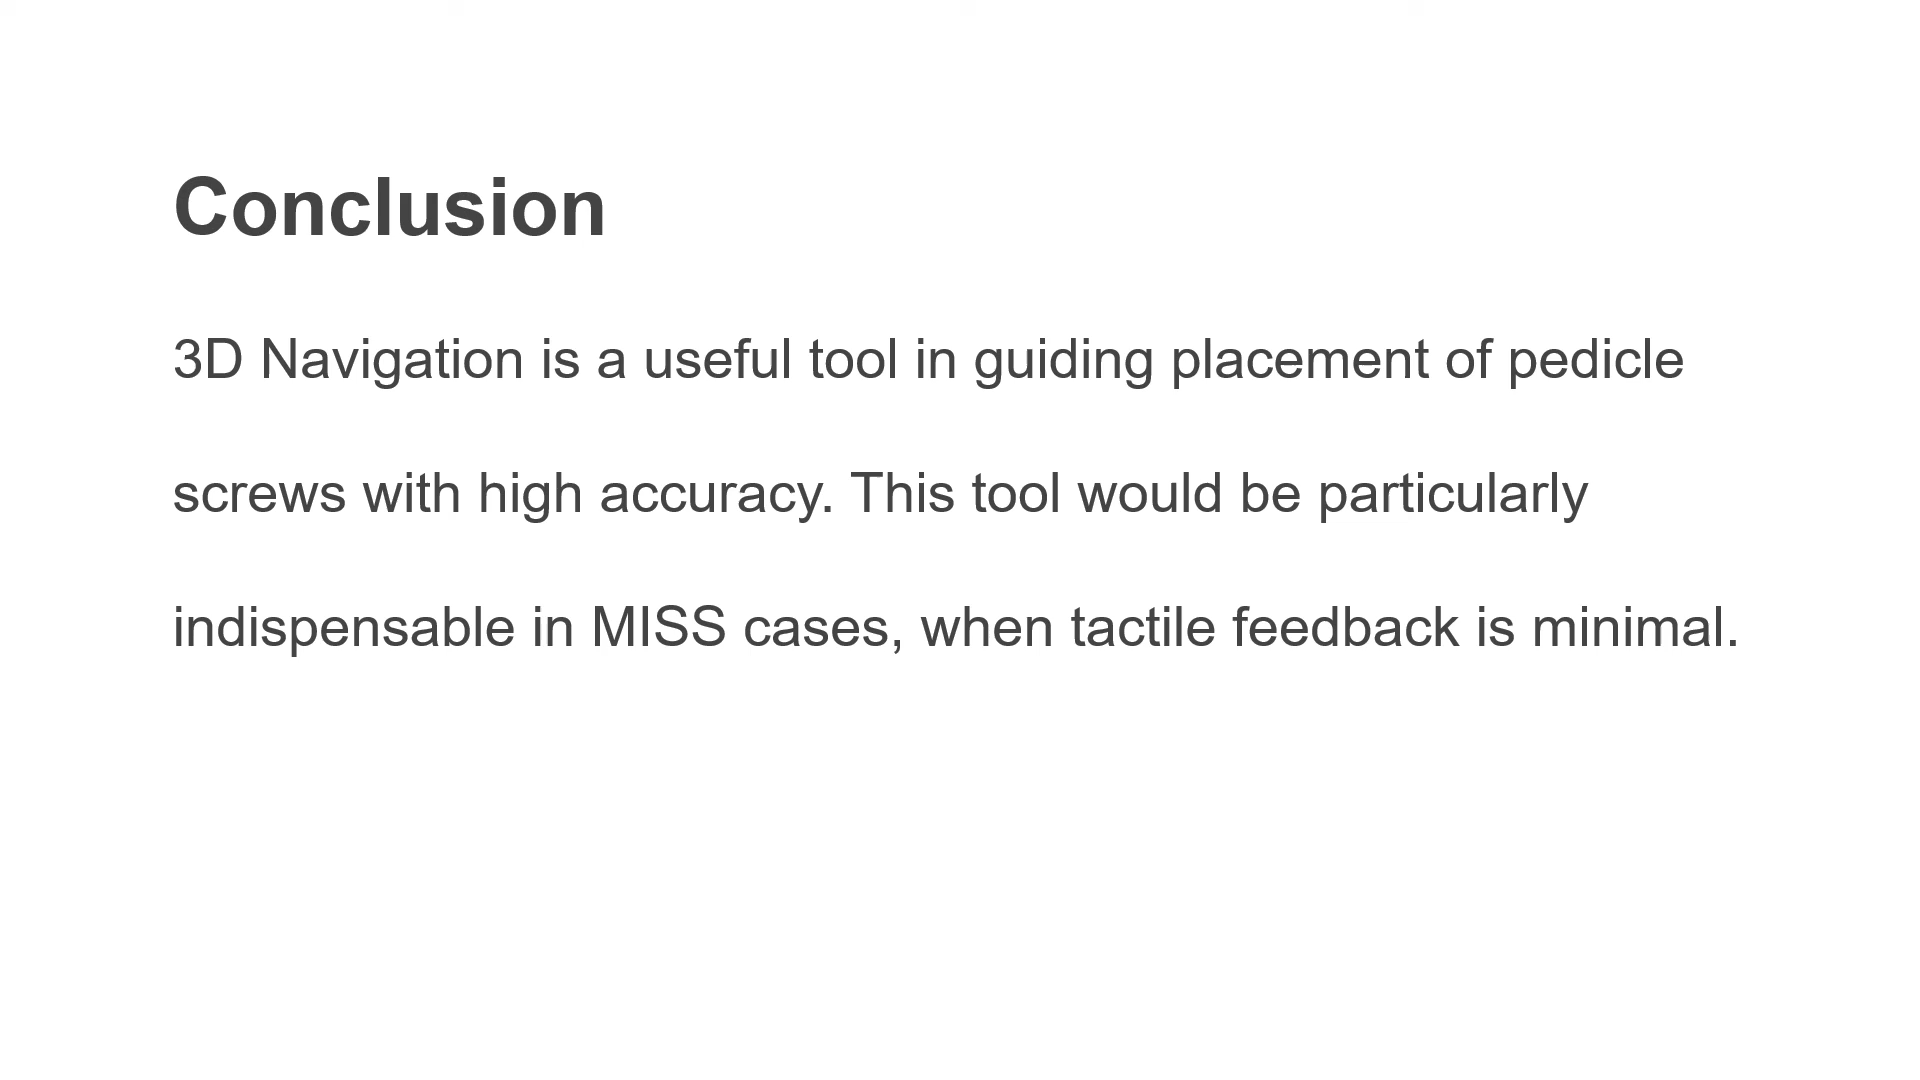 Conclusion
3D Navigation is a useful tool in guiding placement of pedicle
screws with high accuracy. This tool would be particularly
indispensable in MISS cases, when tactile feedback is minimal.